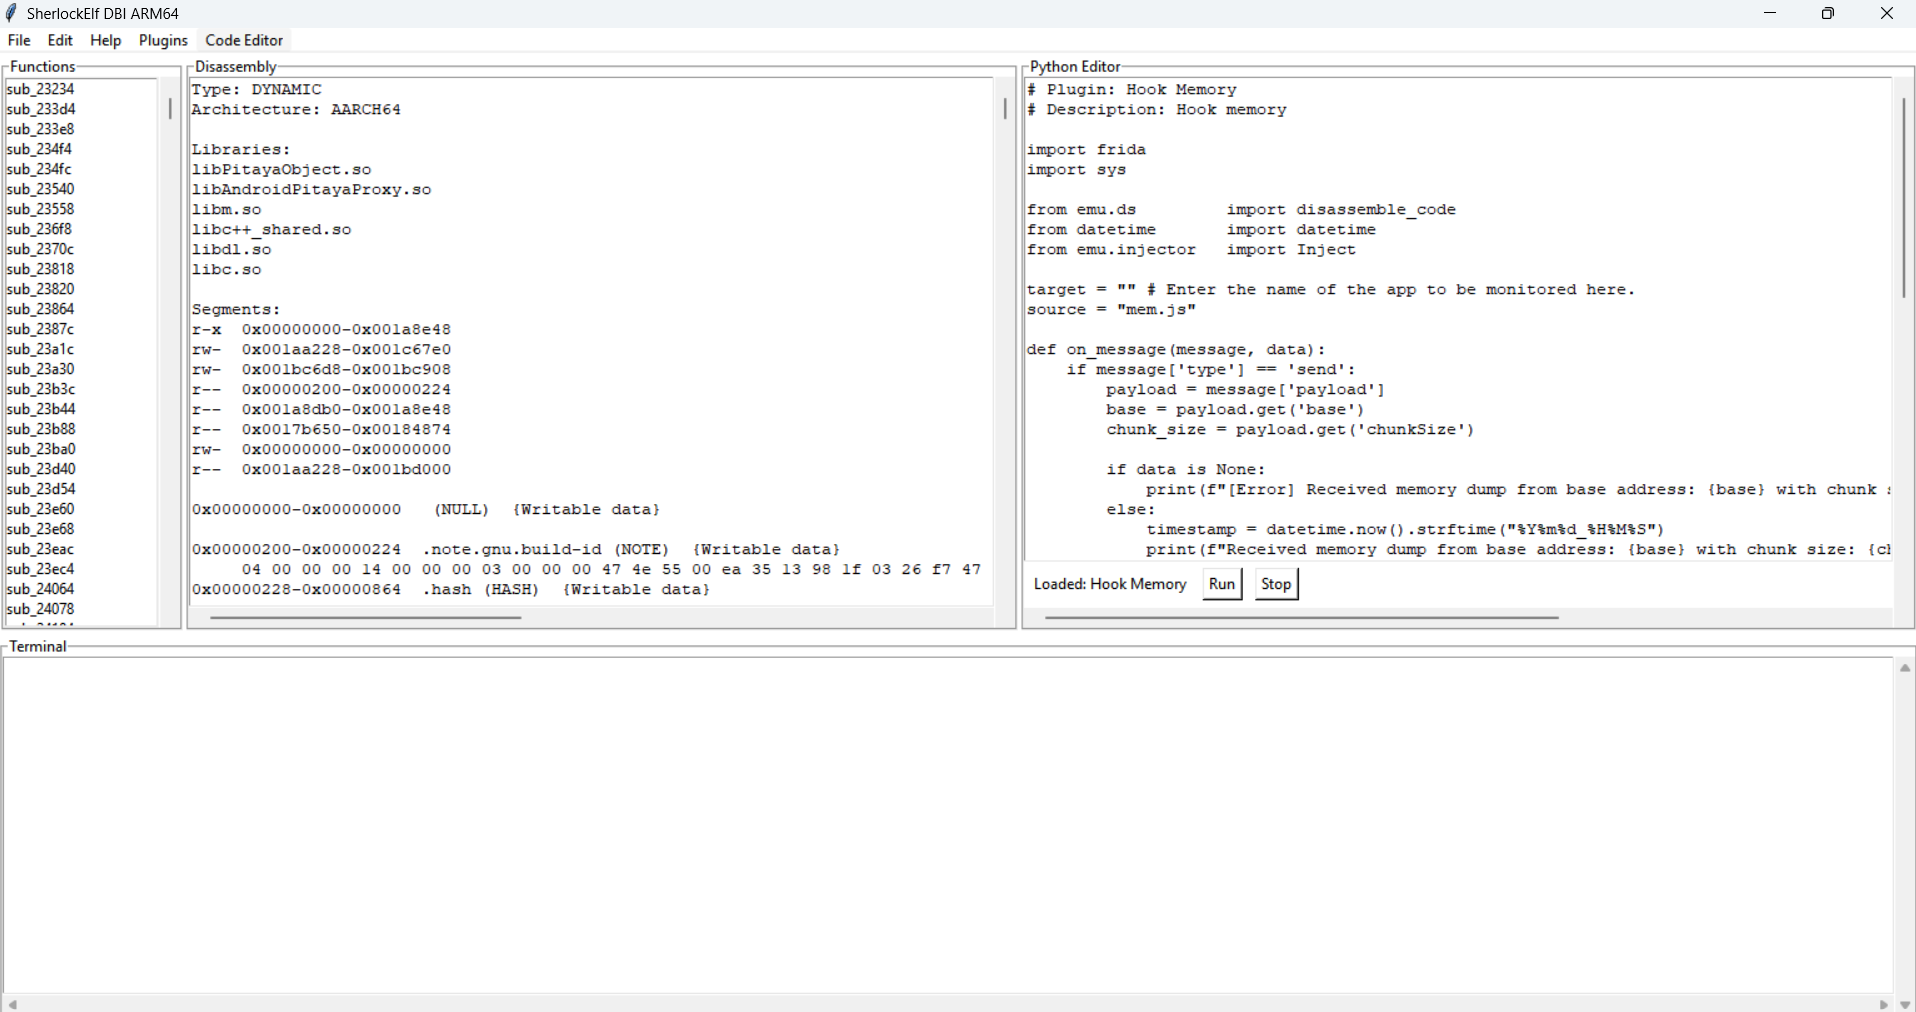 SherlockElf DBI ARM64
File Edit Help Plugins Code Editor
Functions
sub_23234
sub_233d4
sub_233e8
sub_234f4
sub_234fc
sub_23540
sub_23558
sub_236f8
sub_2370c
sub_23818
sub_23820
sub_23864
sub_2387c
sub_23a1c
sub_23a30
sub_23b3c
sub_23b44
sub_23b88
sub_23ba0
sub_23d40
sub_23d54
sub_23e60
sub_23e68
sub_23eac
sub_23ec4
sub_24064
sub_24078
Disassembly
Type: DYNAMIC
Architecture: AARCH64
Libraries:
libPitayaObject.so
libAndroidPitayaProxy.so
libm.so
libc++_shared.so
libdl.so
libc.so
Segments:
r-x  0x00000000-0x001a8e48
rw-  0x001aa228-0x001c67e0
rw-  0x001bc6d8-0x001bc908
r--  0x00000200-0x00000224
r--  0x001a8db0-0x001a8e48
r--  0x0017b650-0x00184874
rw-  0x00000000-0x00000000
r--  0x001aa228-0x001bd000
0x00000000-0x00000000   (NULL)  {Writable data}
0x00000200-0x00000224  .note.gnu.build-id (NOTE)  {Writable data}
04 00 00 00 14 00 00 00 03 00 00 00 47 4e 55 00 ea 35 13 98 1f 03 26 f7 47
0x00000228-0x00000864  .hash (HASH)  {Writable data}
Python Editor
# Plugin: Hook Memory
# Description: Hook memory
import frida
import sys
from emu.ds         import disassemble_code
from datetime       import datetime
from emu.injector   import Inject
target = "" # Enter the name of the app to be monitored here.
source = "mem.js"
def on_message(message, data):
    if message['type'] == 'send':
        payload = message['payload']
        base = payload.get('base')
        chunk_size = payload.get('chunkSize')
        if data is None:
            print(f"[Error] Received memory dump from base address: {base} with chunk
        else:
            timestamp = datetime.now().strftime("%Y%m%d_%H%M%S")
            print(f"Received memory dump from base address: {base} with chunk size:
Loaded: Hook Memory Run Stop
Terminal